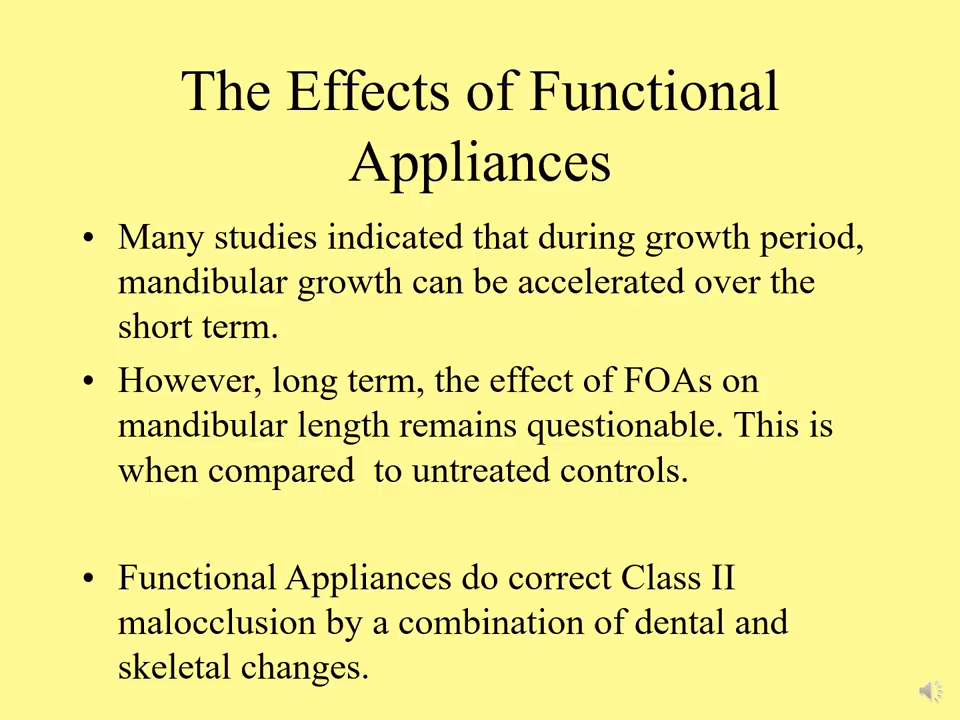 The Effects of Functional
Appliances
• Many studies indicated that during growth period,
mandibular growth can be accelerated over the
short term.
• However, long term, the effect of FOAs on
mandibular length remains questionable. This is
when compared  to untreated controls.
• Functional Appliances do correct Class II
malocclusion by a combination of dental and
skeletal changes.